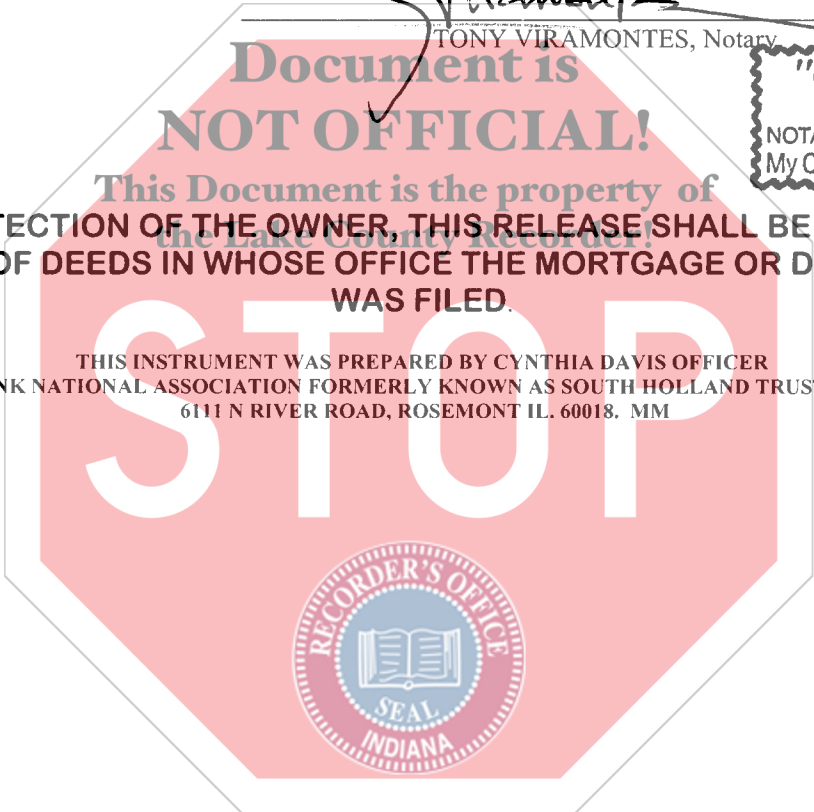 TONY VIRAMONTES, Notary
Document is
NOT OFFICIAL!
NOTA
My C
This Document is the property of
the Lake County Recorder!
TECTION OF THE OWNER, THIS RELEASE SHALL BE
OF DEEDS IN WHOSE OFFICE THE MORTGAGE OR D
WAS FILED.
STOP
THIS INSTRUMENT WAS PREPARED BY CYNTHIA DAVIS OFFICER
NK NATIONAL ASSOCIATION FORMERLY KNOWN AS SOUTH HOLLAND TRUS
6111 N RIVER ROAD, ROSEMONT IL. 60018. MM
RECORDER'S OFFICE
SEAL
INDIANA